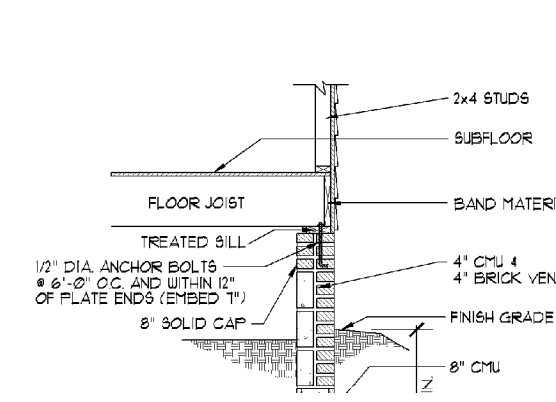 2x4 STUDS
SUBFLOOR
FLOOR JOIST
BAND MATERI
TREATED SILL
1/2" DIA. ANCHOR BOLTS
@ 6'-0" O.C. AND WITHIN 12"
OF PLATE ENDS (EMBED 7")
4" CMU &
4" BRICK VEN
8" SOLID CAP
FINISH GRADE
8" CMU